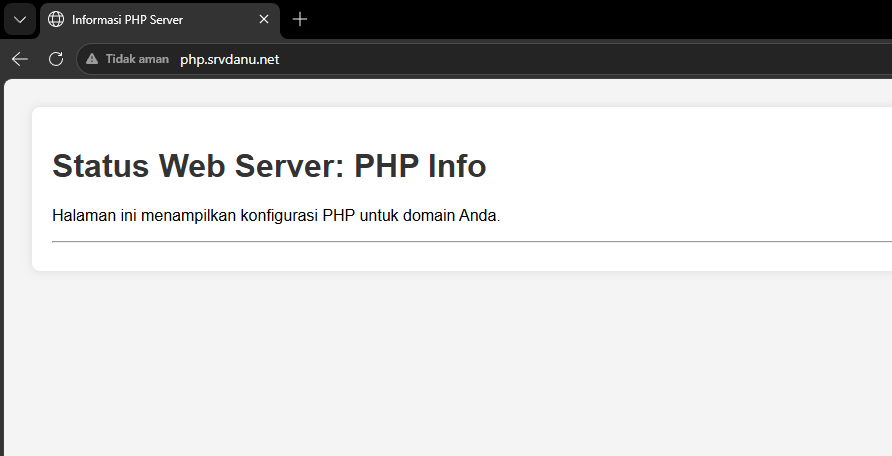 Informasi PHP Server
Tidak aman php.srvdanu.net
Status Web Server: PHP Info
Halaman ini menampilkan konfigurasi PHP untuk domain Anda.